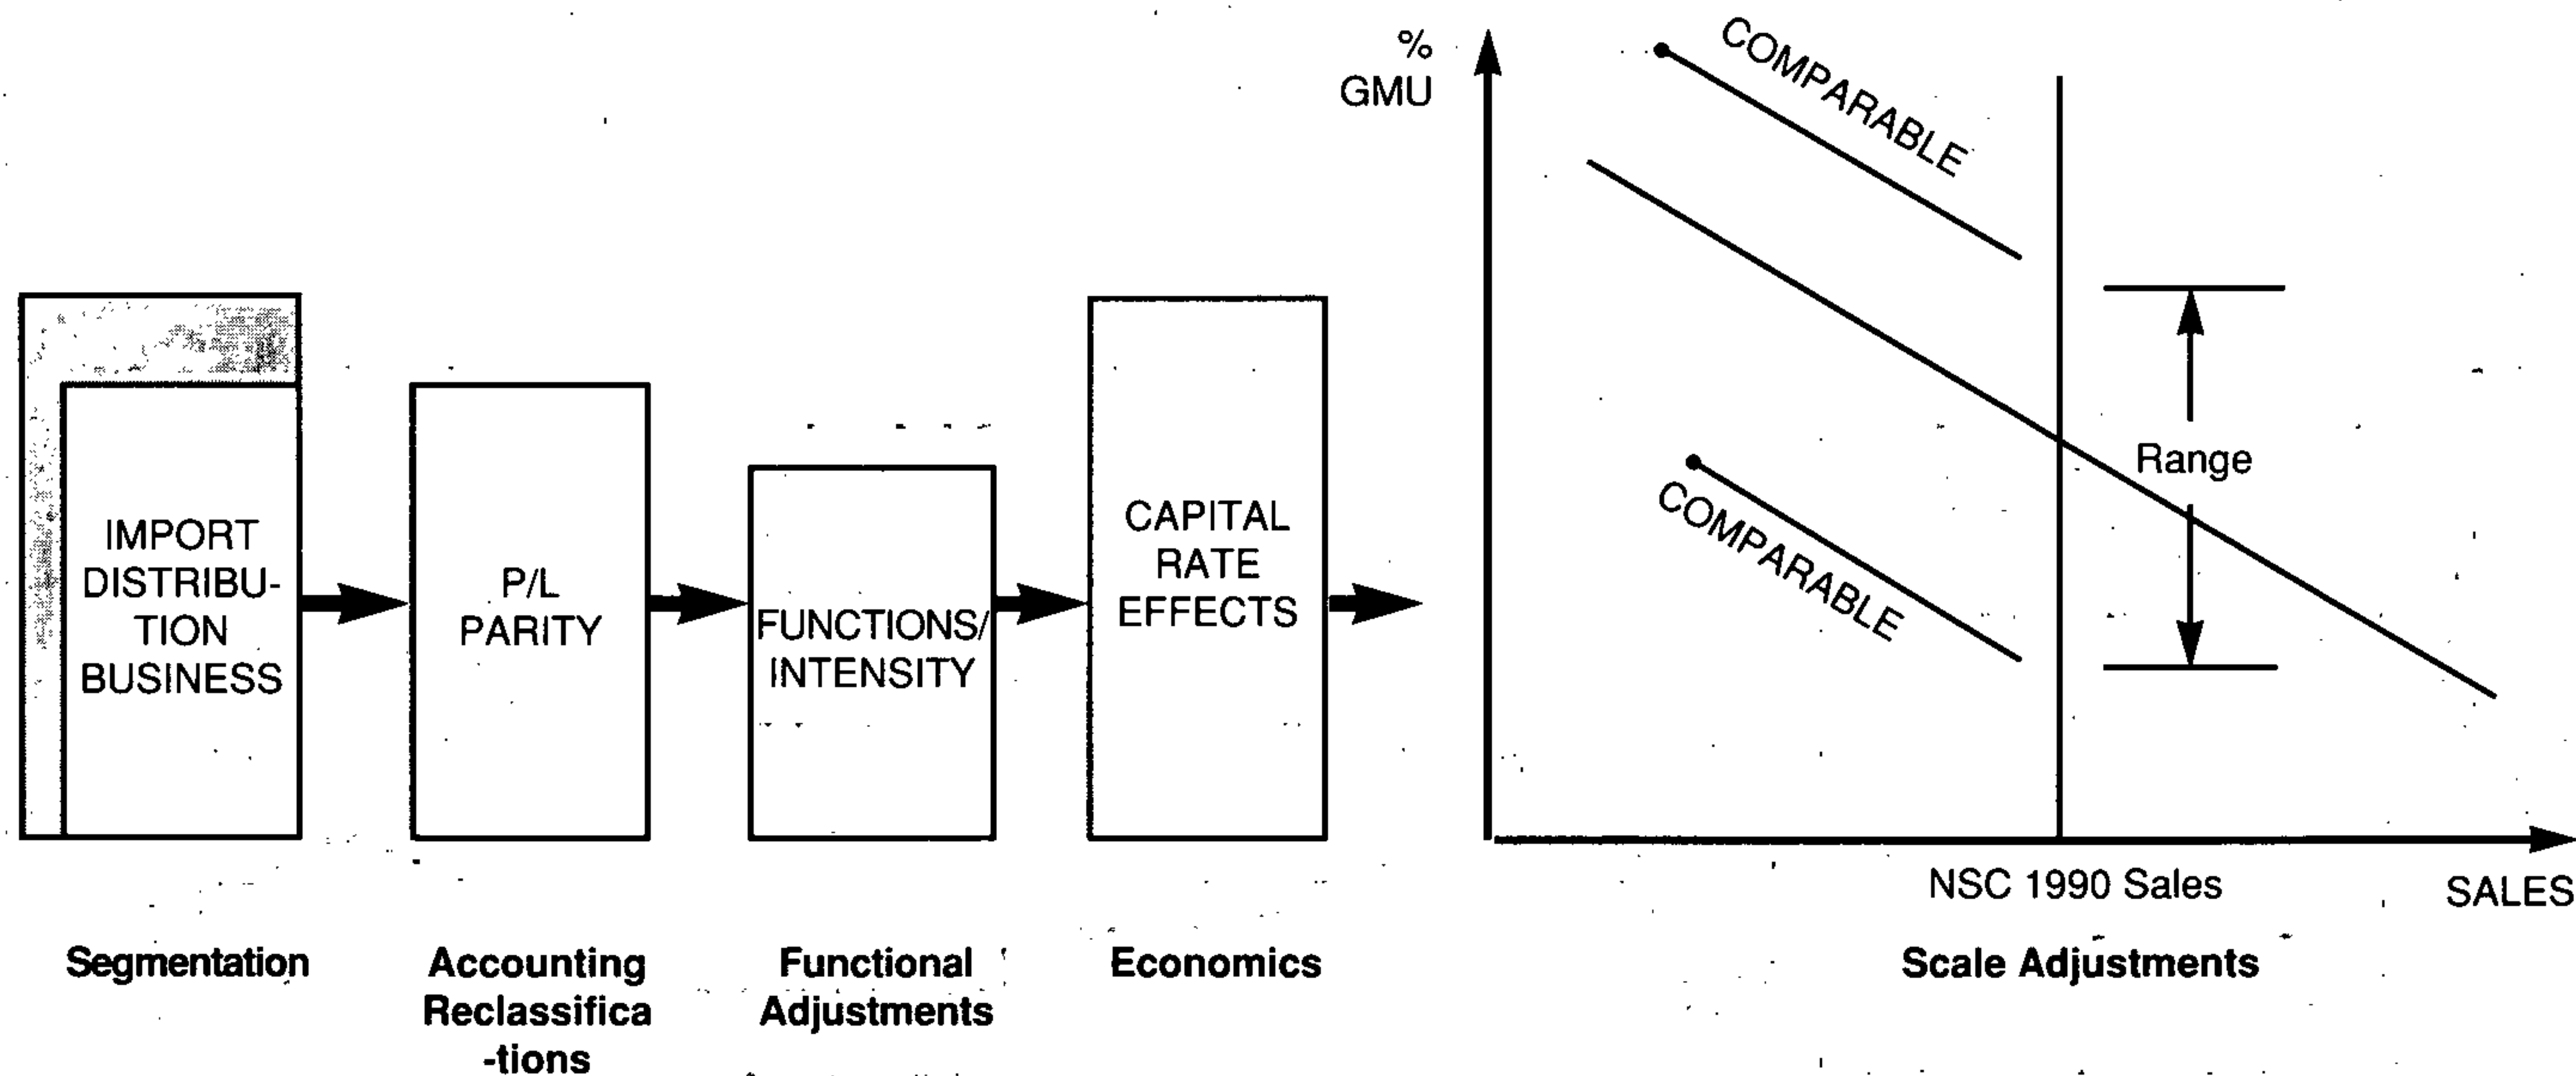 %
GMU
COMPARABLE
COMPARABLE
Range
IMPORT
DISTRIBU-
TION
BUSINESS
P/L
PARITY
FUNCTIONS/
INTENSITY
CAPITAL
RATE
EFFECTS
NSC 1990 Sales
SALES
Segmentation
Accounting
Reclassifica
-tions
Functional
Adjustments
Economics
Scale Adjustments